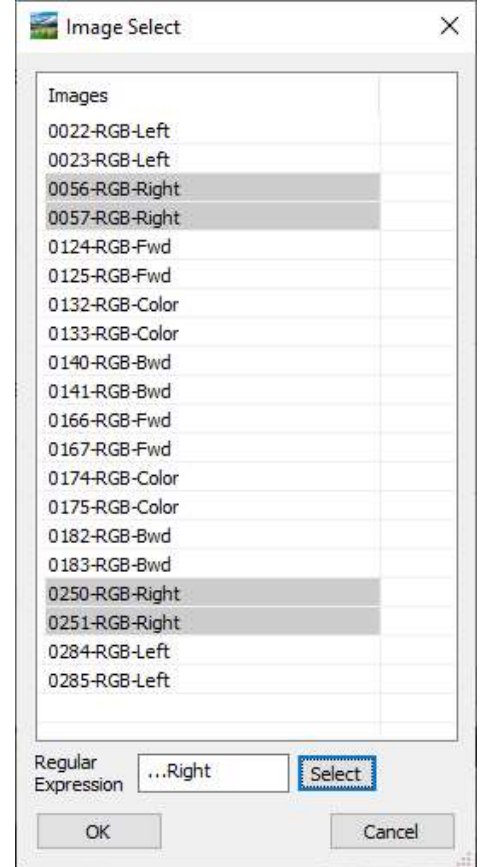 Image Select
Images
0022-RGB-Left
0023-RGB-Left
0056-RGB-Right
0057-RGB-Right
0124-RGB-Fwd
0125-RGB-Fwd
0132-RGB-Color
0133-RGB-Color
0140-RGB-Bwd
0141-RGB-Bwd
0166-RGB-Fwd
0167-RGB-Fwd
0174-RGB-Color
0175-RGB-Color
0182-RGB-Bwd
0183-RGB-Bwd
0250-RGB-Right
0251-RGB-Right
0284-RGB-Left
0285-RGB-Left
Regular
Expression
...Right
Select
OK
Cancel